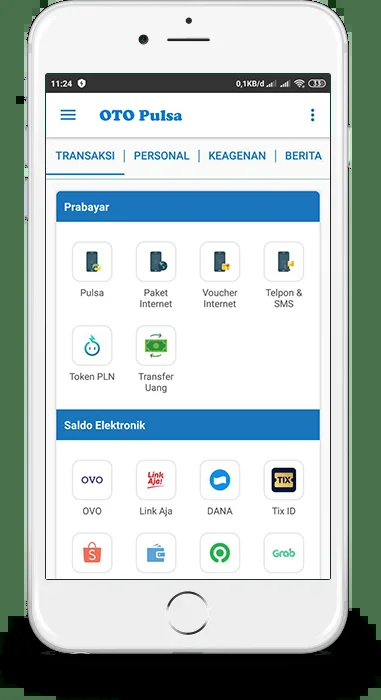 11:24 0,1KB/d 33
OTO Pulsa
TRANSAKSI | PERSONAL | KEAGENAN | BERITA
Prabayar
Pulsa
Paket
Internet
Voucher
Internet
Telpon &
SMS
Token PLN
Transfer
Uang
Saldo Elektronik
OVO
Link
Aja!
TIX
OVO
Link Aja
DANA
Tix ID
S
Grab